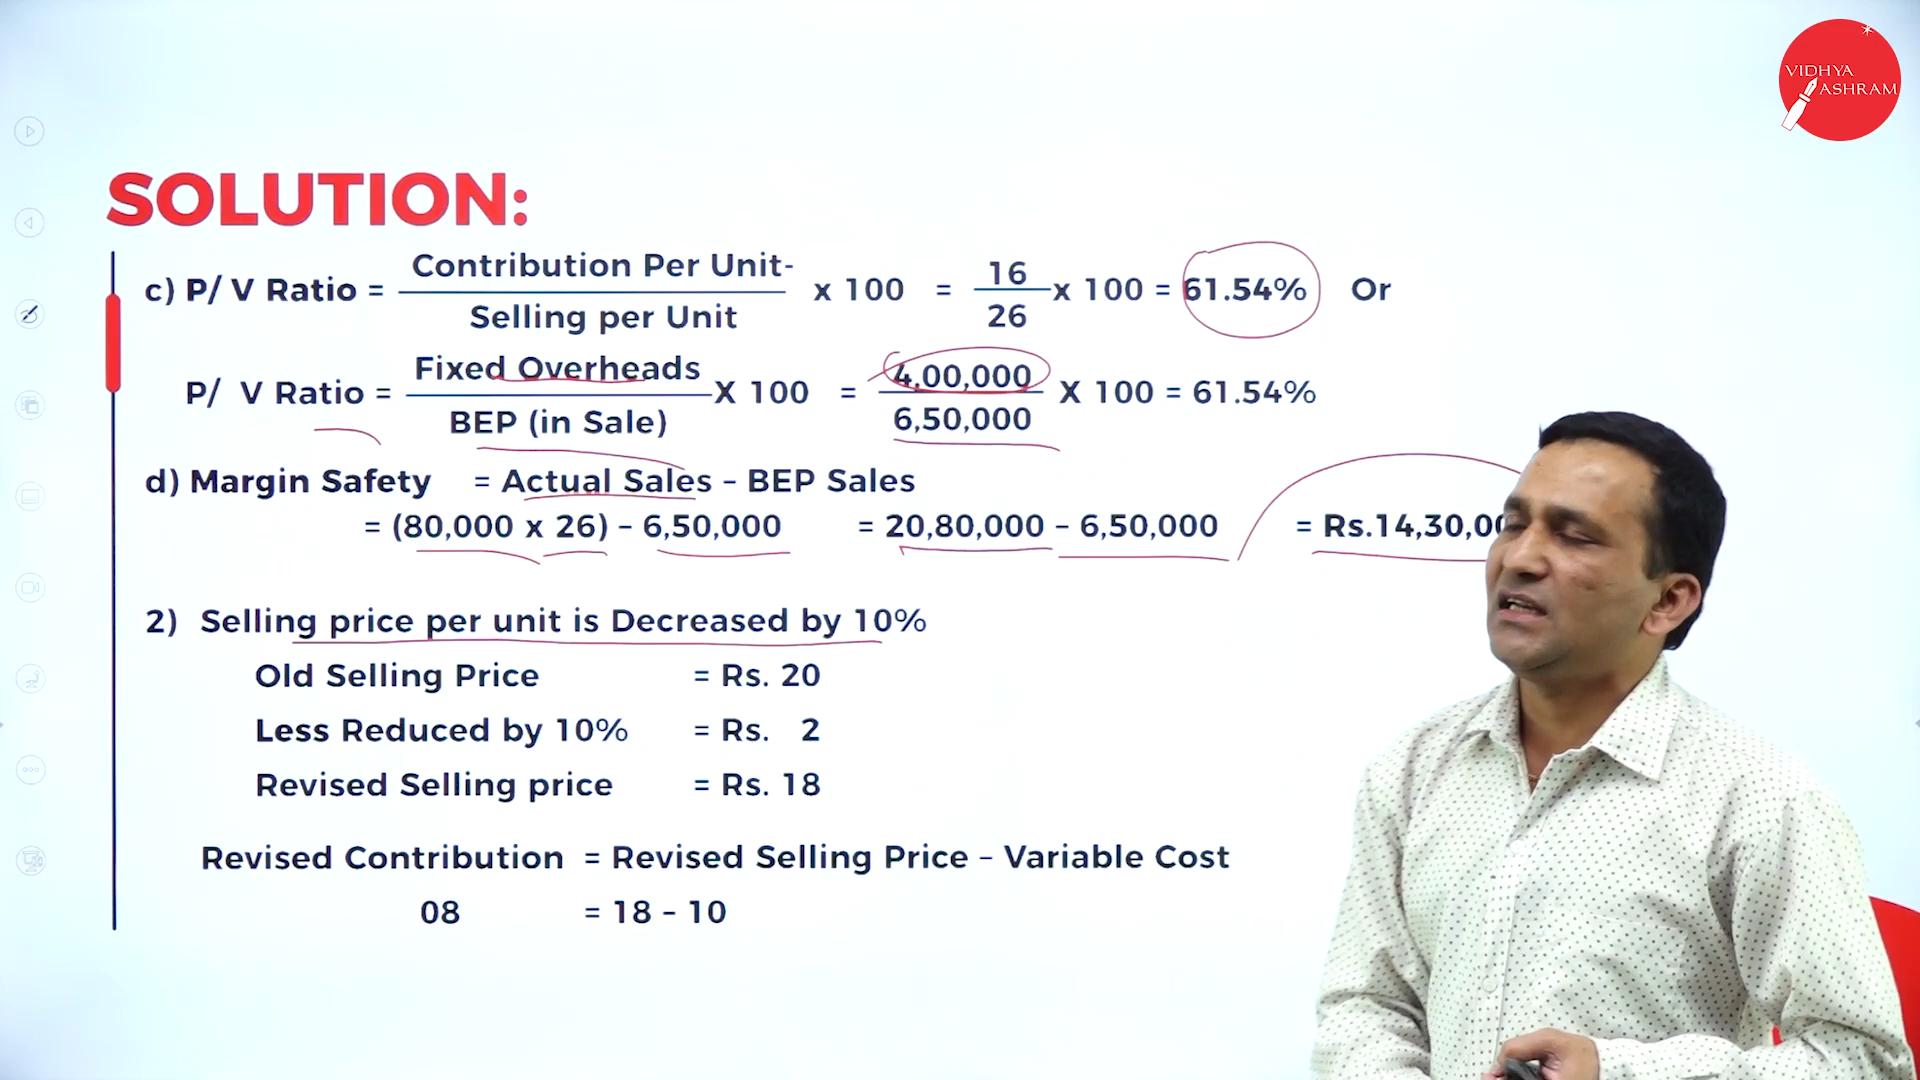 VIDHYA
ASHRAM
SOLUTION:
c) P/ V Ratio = Contribution Per Unit- / Selling per Unit x 100 = 16 / 26 x 100 = 61.54% Or
P/ V Ratio = Fixed Overheads / BEP (in Sale) X 100 = 4,00,000 / 6,50,000 X 100 = 61.54%
d) Margin Safety = Actual Sales – BEP Sales
= (80,000 x 26) – 6,50,000 = 20,80,000 – 6,50,000 = Rs.14,30,00
2) Selling price per unit is Decreased by 10%
Old Selling Price = Rs. 20
Less Reduced by 10% = Rs. 2
Revised Selling price = Rs. 18
Revised Contribution = Revised Selling Price – Variable Cost
08 = 18 – 10